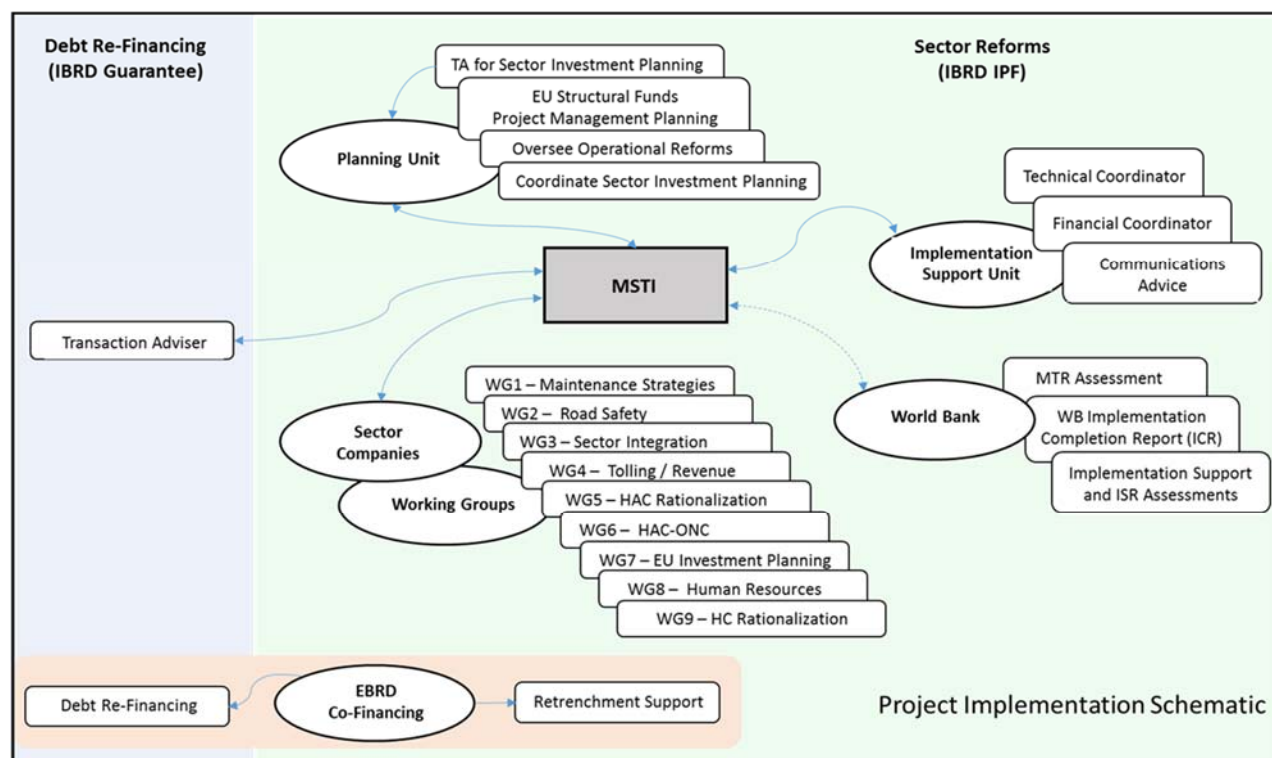 Debt Re-Financing
(IBRD Guarantee)
Sector Reforms
(IBRD IPF)
TA for Sector Investment Planning
EU Structural Funds
Project Management Planning
Oversee Operational Reforms
Coordinate Sector Investment Planning
Planning Unit
Technical Coordinator
Financial Coordinator
Communications
Advice
Implementation
Support Unit
MSTI
Transaction Adviser
MTR Assessment
WB Implementation
Completion Report (ICR)
Implementation Support
and ISR Assessments
World Bank
Sector
Companies
Working Groups
WG1 – Maintenance Strategies
WG2 – Road Safety
WG3 – Sector Integration
WG4 – Tolling / Revenue
WG5 – HAC Rationalization
WG6 – HAC-ONC
WG7 – EU Investment Planning
WG8 – Human Resources
WG9 – HC Rationalization
Debt Re-Financing
EBRD
Co-Financing
Retrenchment Support
Project Implementation Schematic